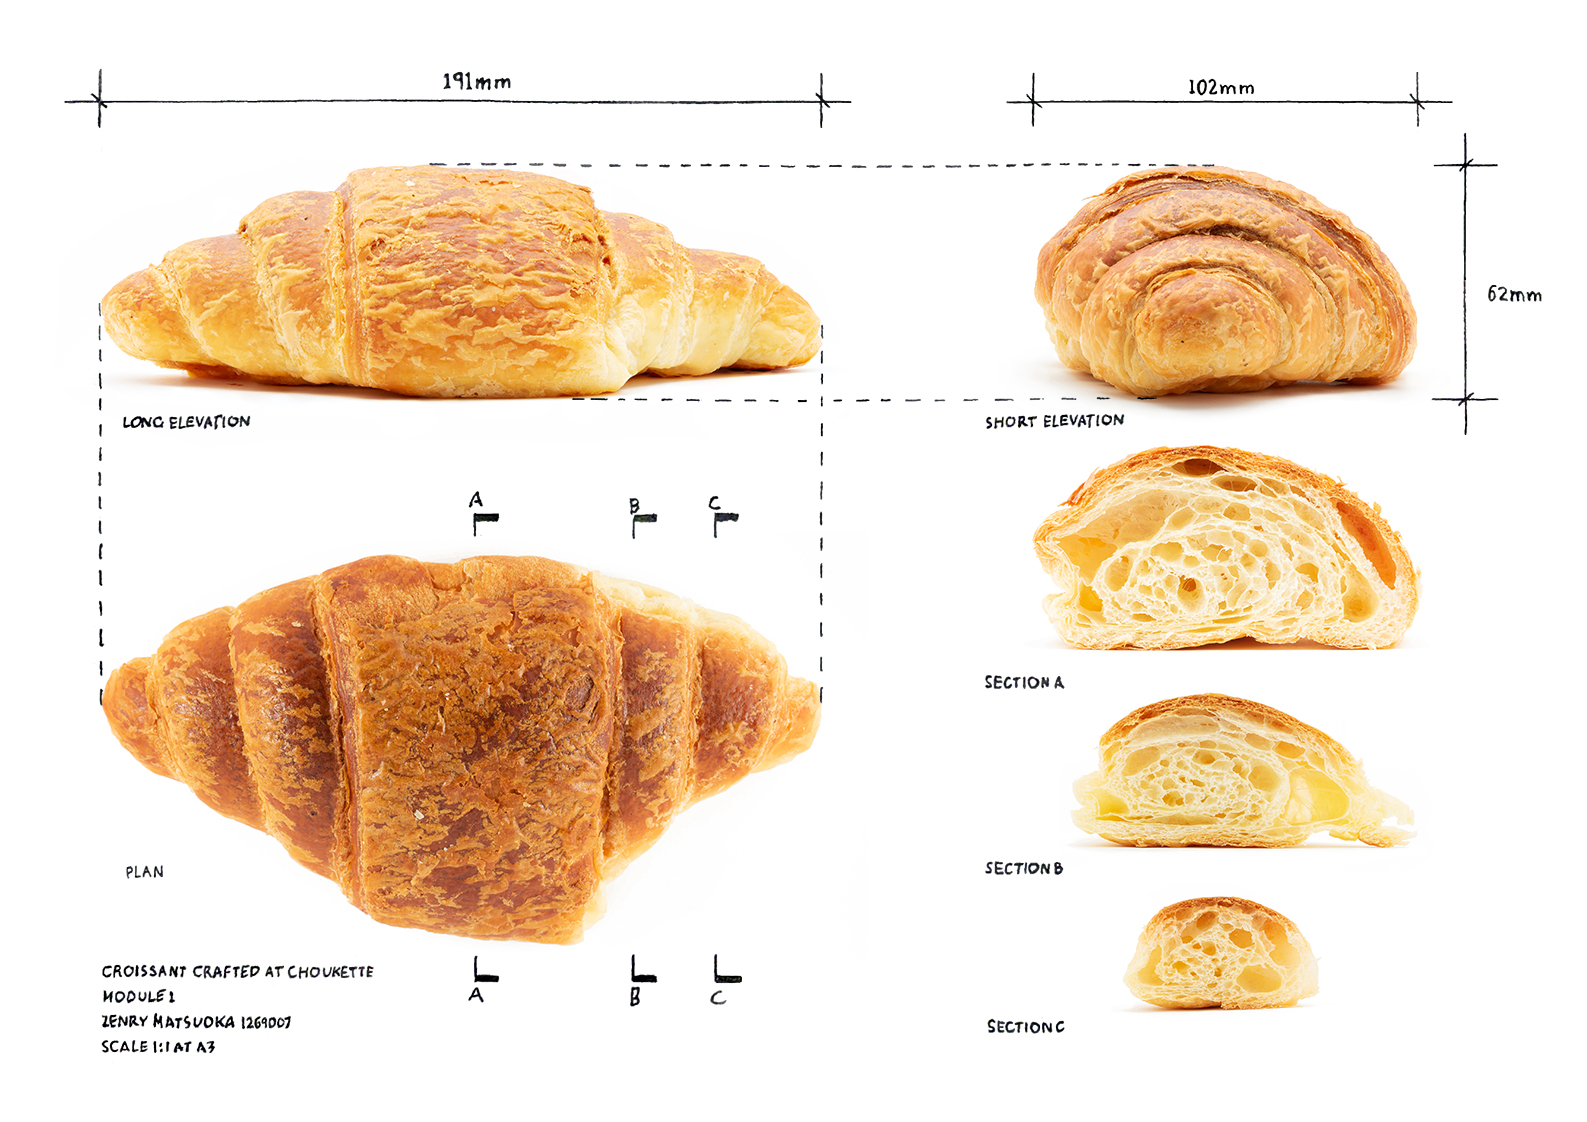 191mm
102mm
62mm
LONG ELEVATION
SHORT ELEVATION
A
B
C
SECTION A
SECTION B
PLAN
CROISSANT CRAFTED AT CHOUKETTE
MODULE 1
ZENRY MATSUOKA 1269007
SCALE 1:1 AT A3
A
B
C
SECTION C